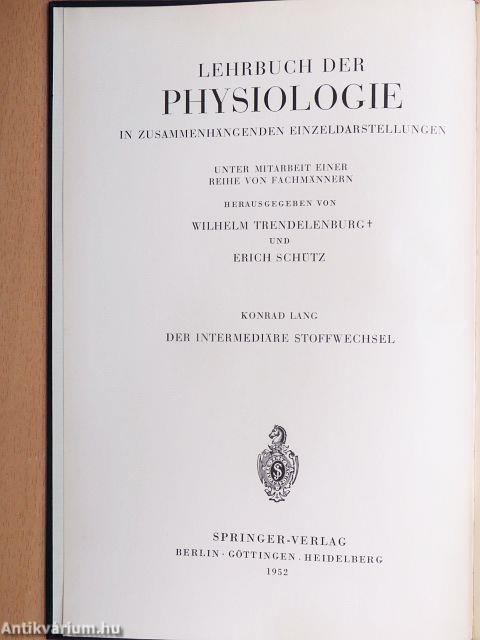 LEHRBUCH DER
PHYSIOLOGIE
IN ZUSAMMENHÄNGENDEN EINZELDARSTELLUNGEN
UNTER MITARBEIT EINER
REIHE VON FACHMÄNNERN
HERAUSGEGEBEN VON
WILHELM TRENDELENBURG †
UND
ERICH SCHÜTZ
KONRAD LANG
DER INTERMEDIÄRE STOFFWECHSEL
SPRINGER-VERLAG
BERLIN · GÖTTINGEN · HEIDELBERG
1952
Antikvárium.hu